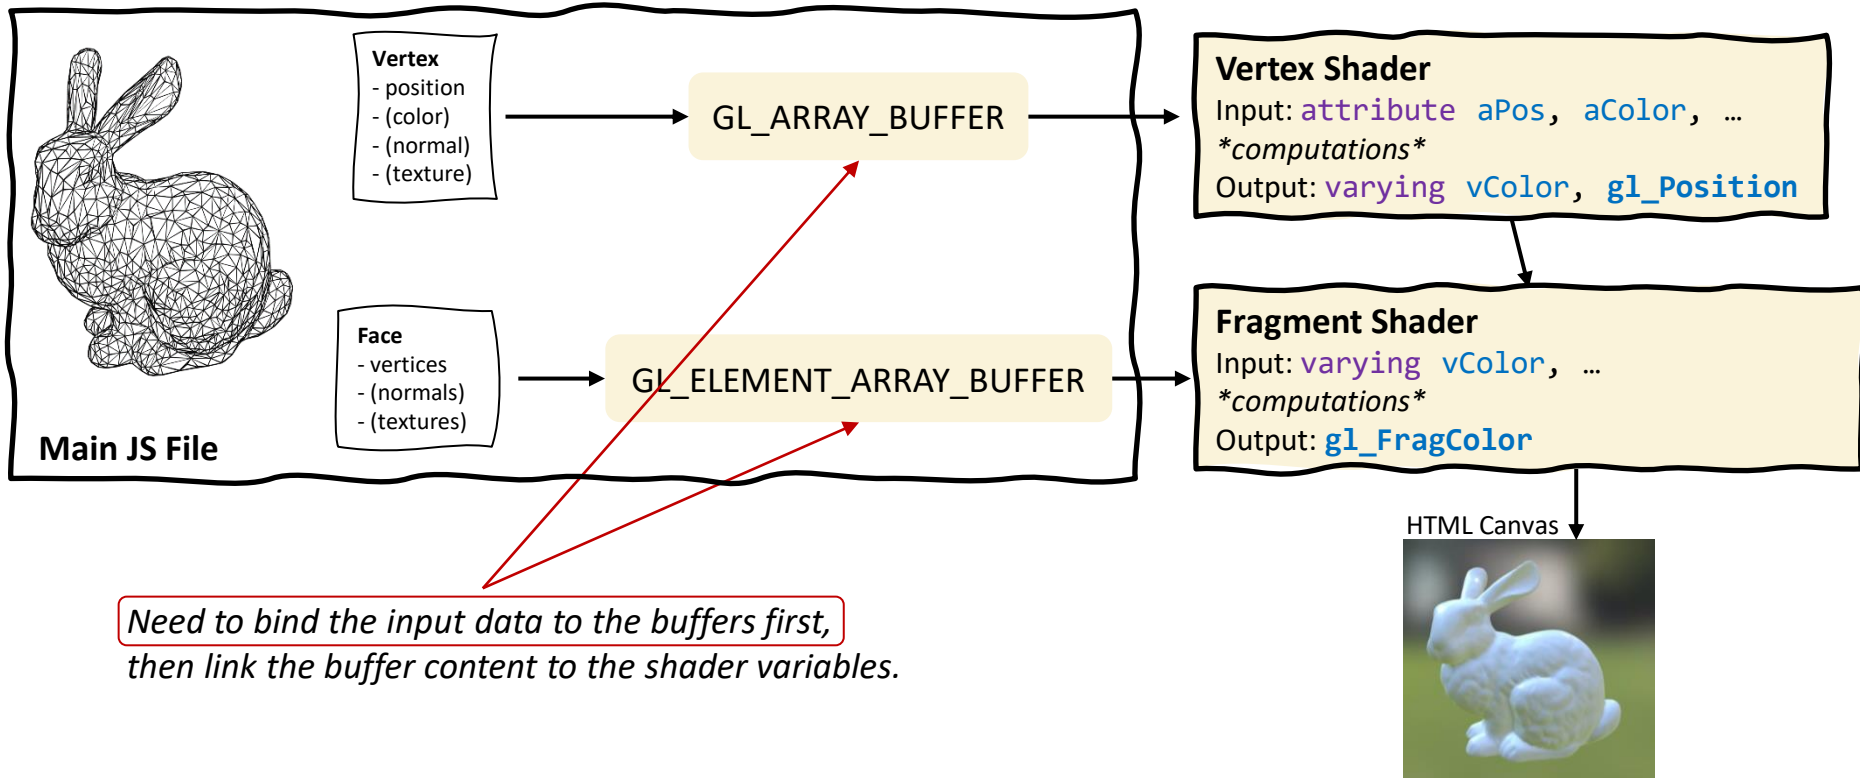 Vertex
- position
- (color)
- (normal)
- (texture)
GL_ARRAY_BUFFER
Face
- vertices
- (normals)
- (textures)
GL_ELEMENT_ARRAY_BUFFER
Main JS File
Vertex Shader
Input: attribute aPos, aColor, …
*computations*
Output: varying vColor, gl_Position
Fragment Shader
Input: varying vColor, …
*computations*
Output: gl_FragColor
HTML Canvas
Need to bind the input data to the buffers first,
then link the buffer content to the shader variables.